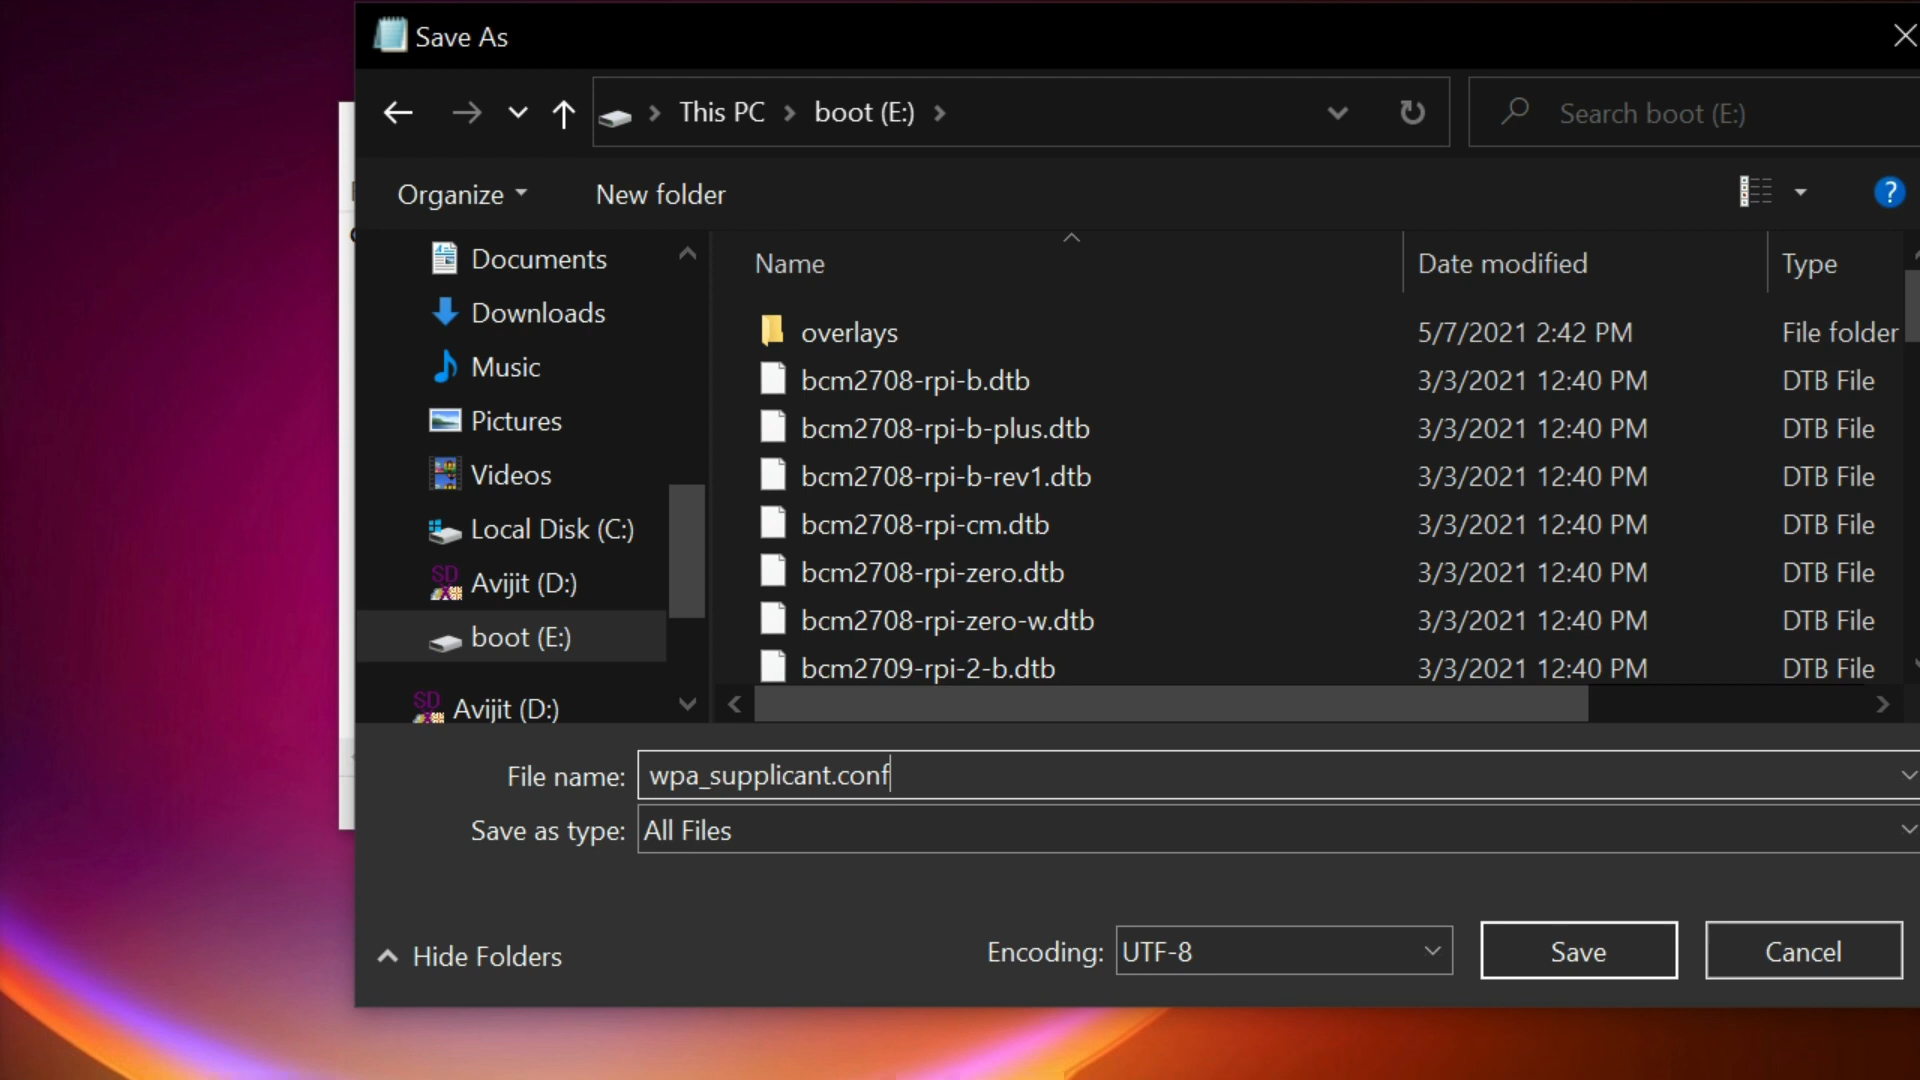 Save As
This PC
boot (E:)
Search boot (E:)
Organize
New folder
?
Documents
Downloads
Music
Pictures
Videos
Local Disk (C:)
SD
Avijit (D:)
boot (E:)
SD
Avijit (D:)
Name Date modified Type
overlays 5/7/2021 2:42 PM File folder
bcm2708-rpi-b.dtb 3/3/2021 12:40 PM DTB File
bcm2708-rpi-b-plus.dtb 3/3/2021 12:40 PM DTB File
bcm2708-rpi-b-rev1.dtb 3/3/2021 12:40 PM DTB File
bcm2708-rpi-cm.dtb 3/3/2021 12:40 PM DTB File
bcm2708-rpi-zero.dtb 3/3/2021 12:40 PM DTB File
bcm2708-rpi-zero-w.dtb 3/3/2021 12:40 PM DTB File
bcm2709-rpi-2-b.dtb 3/3/2021 12:40 PM DTB File
File name: wpa_supplicant.conf
Save as type: All Files
Hide Folders
Encoding: UTF-8
Save
Cancel